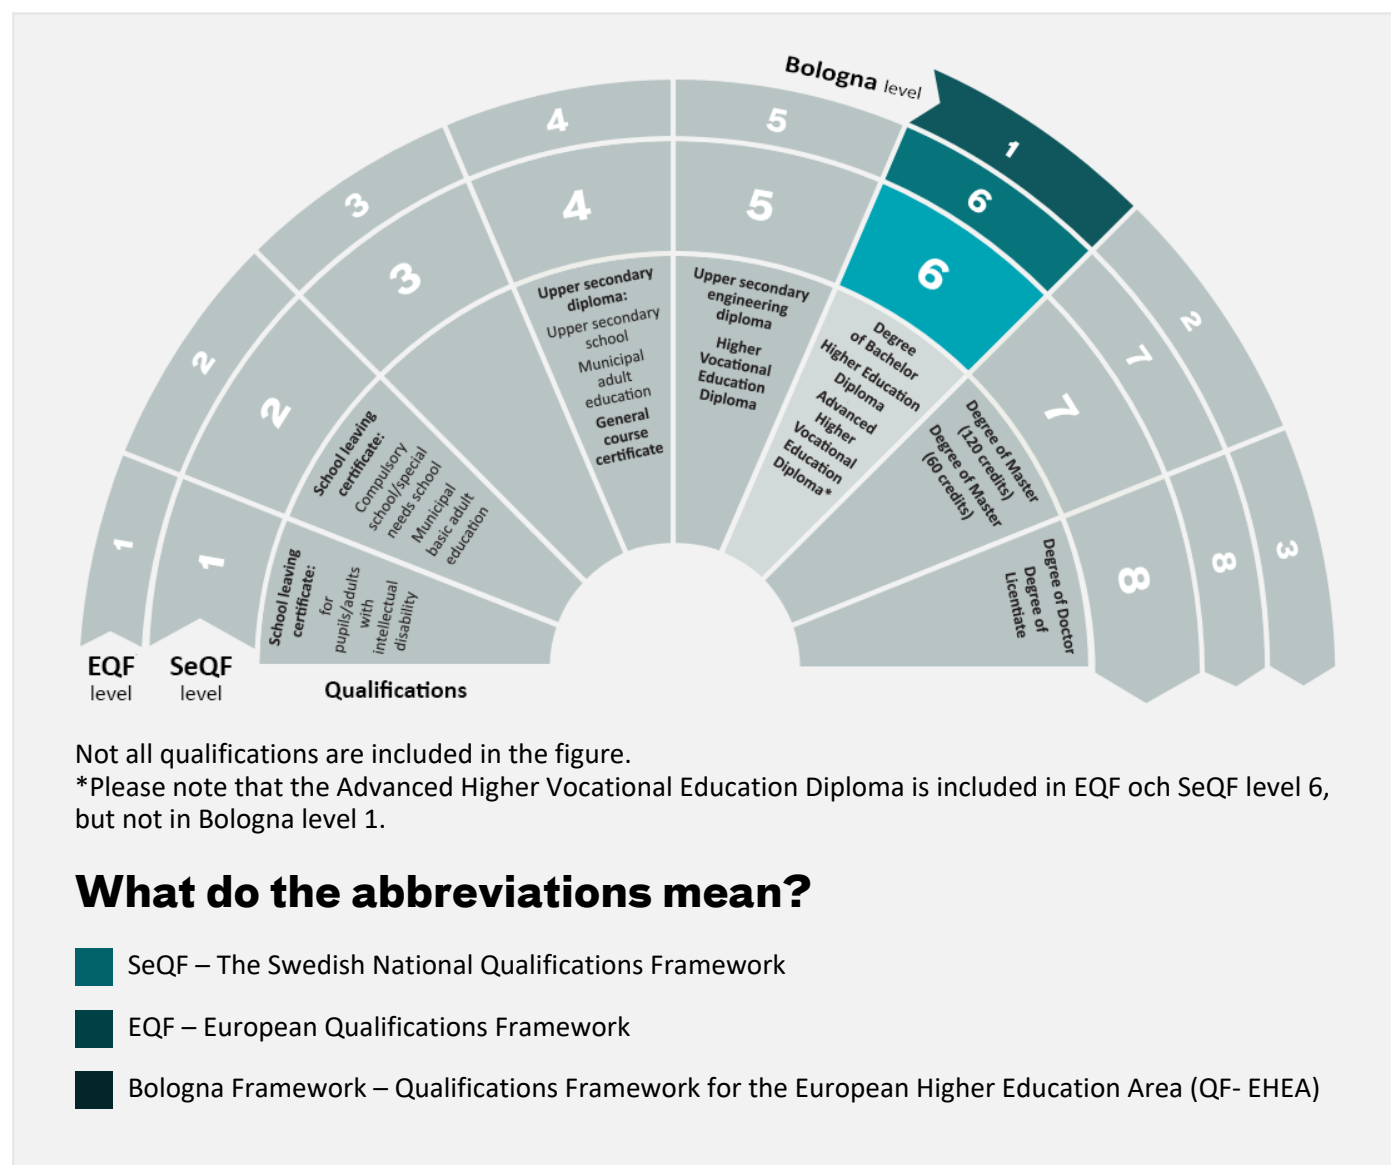 Bologna level
1
2
3
4
5
6
7
8
1
2
3
1
2
3
4
5
6
7
8
EQF
level
SeQF
level
Qualifications
School leaving
certificate:
for
pupils/adults
with
intellectual
disability
School leaving
certificate:
Compulsory
school/special
needs school
Municipal
basic adult
education
Upper secondary
diploma:
Upper secondary
school
Municipal
adult
education
General
course
certificate
Upper secondary
engineering
diploma
Higher
Vocational
Education
Diploma
Degree
of Bachelor
Higher Education
Diploma
Advanced
Higher
Vocational
Education
Diploma*
Degree of Master
(120 credits)
Degree of Master
(60 credits)
Degree of Doctor
Degree of
Licentiate
Not all qualifications are included in the figure.
*Please note that the Advanced Higher Vocational Education Diploma is included in EQF och SeQF level 6,
but not in Bologna level 1.
What do the abbreviations mean?
SeQF – The Swedish National Qualifications Framework
EQF – European Qualifications Framework
Bologna Framework – Qualifications Framework for the European Higher Education Area (QF- EHEA)